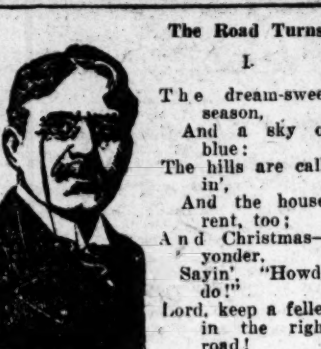 The Road Turns
I.
The dream-swee
season,
And a sky o
blue:
The hills are cal
in',
And the house
rent, too;
And Christmas—
yonder,
Sayin', "Howd
do!"
Lord, keep a felle
in the righ
road!